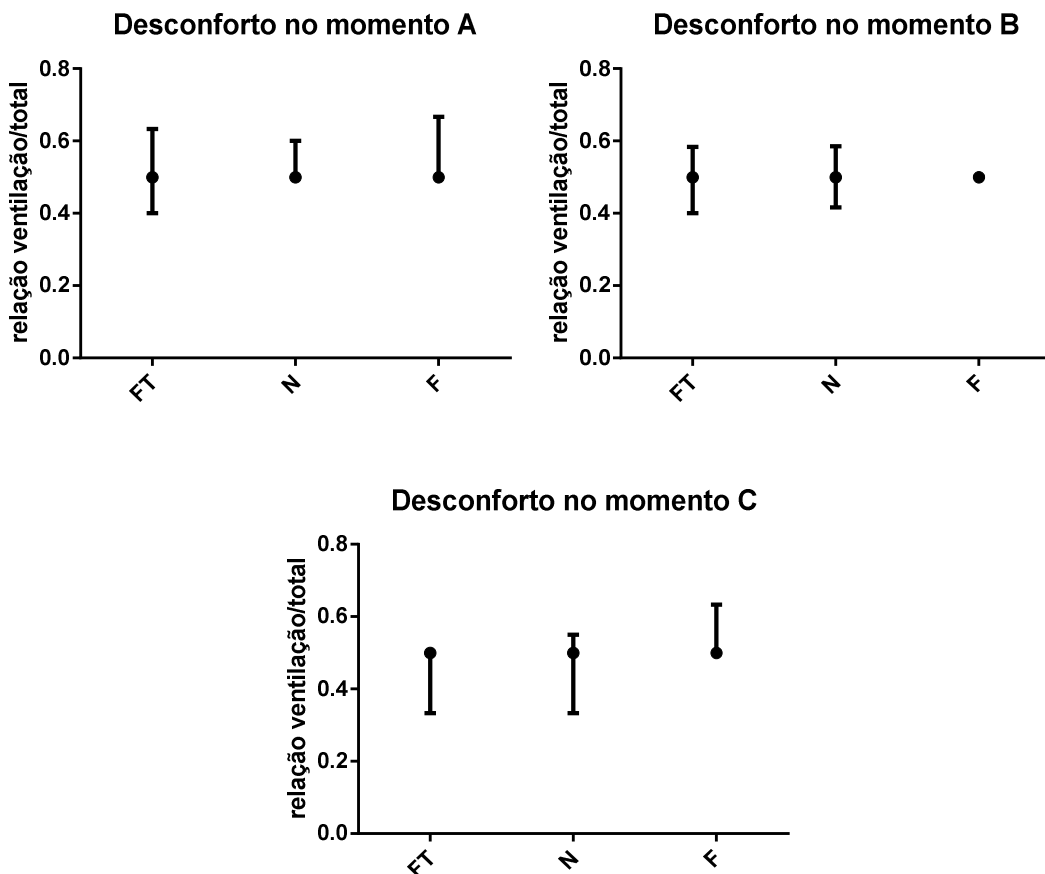 Desconforto no momento A
relação ventilação/total
0.8
0.6
0.4
0.2
0.0
FT
N
F
Desconforto no momento B
relação ventilação/total
0.8
0.6
0.4
0.2
0.0
FT
N
F
Desconforto no momento C
relação ventilação/total
0.8
0.6
0.4
0.2
0.0
FT
N
F